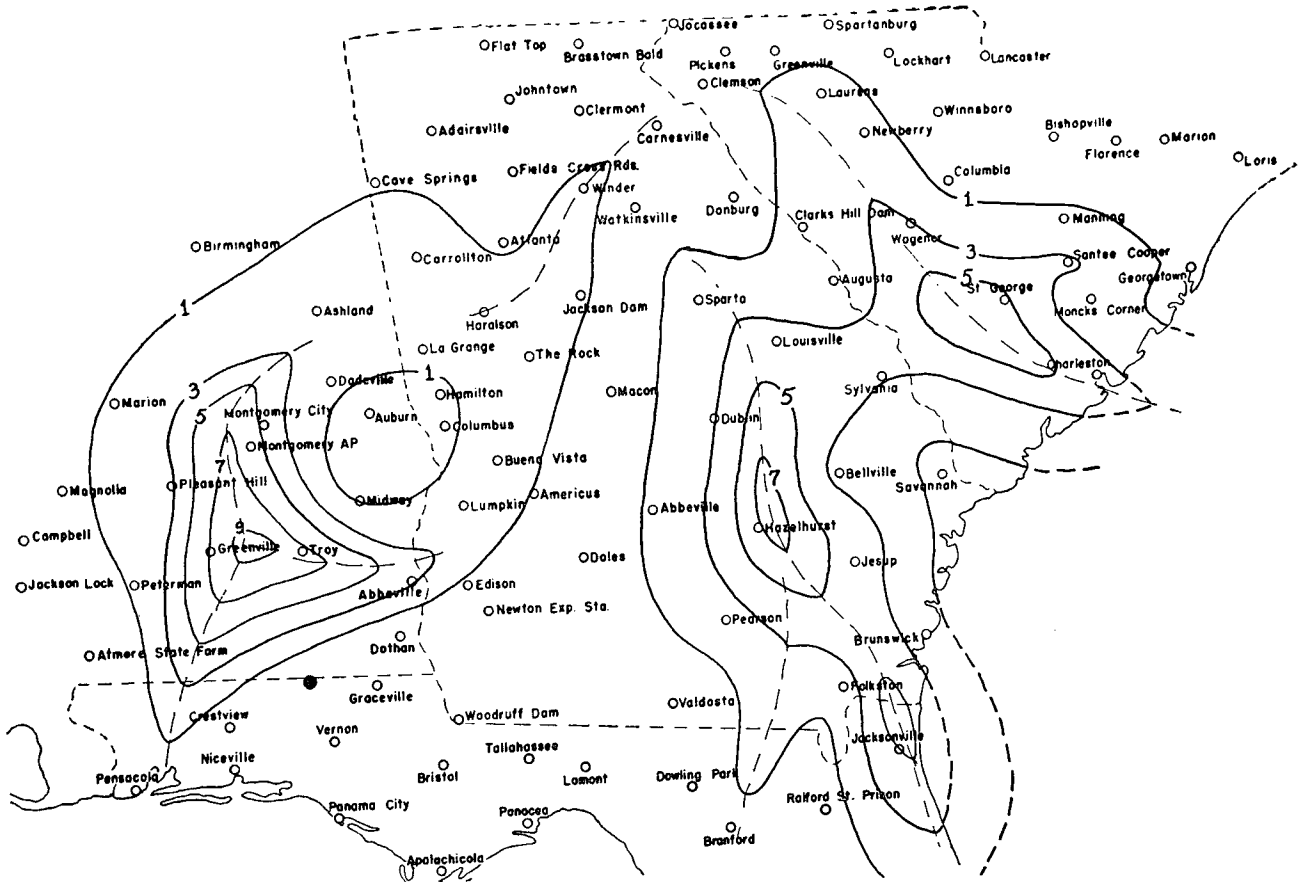 Jocassee
Spartanburg
Flat Top
Brasstown Bald
Pickens
Greenville
Lockhart
Lancaster
Clemson
Laurens
Johntown
Clermont
Winnsboro
Adairsville
Carnesville
Newberry
Bishopville
Florence
Marion
Loris
Cave Springs
Fields Cross Rds.
Winder
Columbia
1
Watkinsville
Donburg
Clarks Hill Dam
Wagener
Manning
Birmingham
Atlanta
Carrollton
3
Santee Cooper
Georgetown
Augusta
5
St George
Moncks Corner
1
Ashland
Haralson
Jackson Dam
Sparta
La Grange
The Rock
Louisville
Charleston
3
Dadeville
1
Hamilton
Macon
Sylvania
5
Marion
5
Montgomery City
Auburn
Columbus
Dublin
Montgomery AP
7
Buena Vista
7
Bellville
Savannah
Magnolia
Pleasant Hill
Midway
Lumpkin
Americus
Abbeville
Hazelhurst
Campbell
9
Greenville
Troy
Dales
Jesup
Jackson Lock
Peterman
Abbeville
Edison
Newton Exp. Sta.
Pearson
Brunswick
Atmore State Farm
Dothan
Graceville
Folkston
Valdosta
Crestview
Vernon
Woodruff Dam
Jacksonville
Pensacola
Niceville
Bristol
Tallahassee
Lamont
Dowling Park
Raiford St. Prison
Panama City
Panacea
Branford
Apalachicola